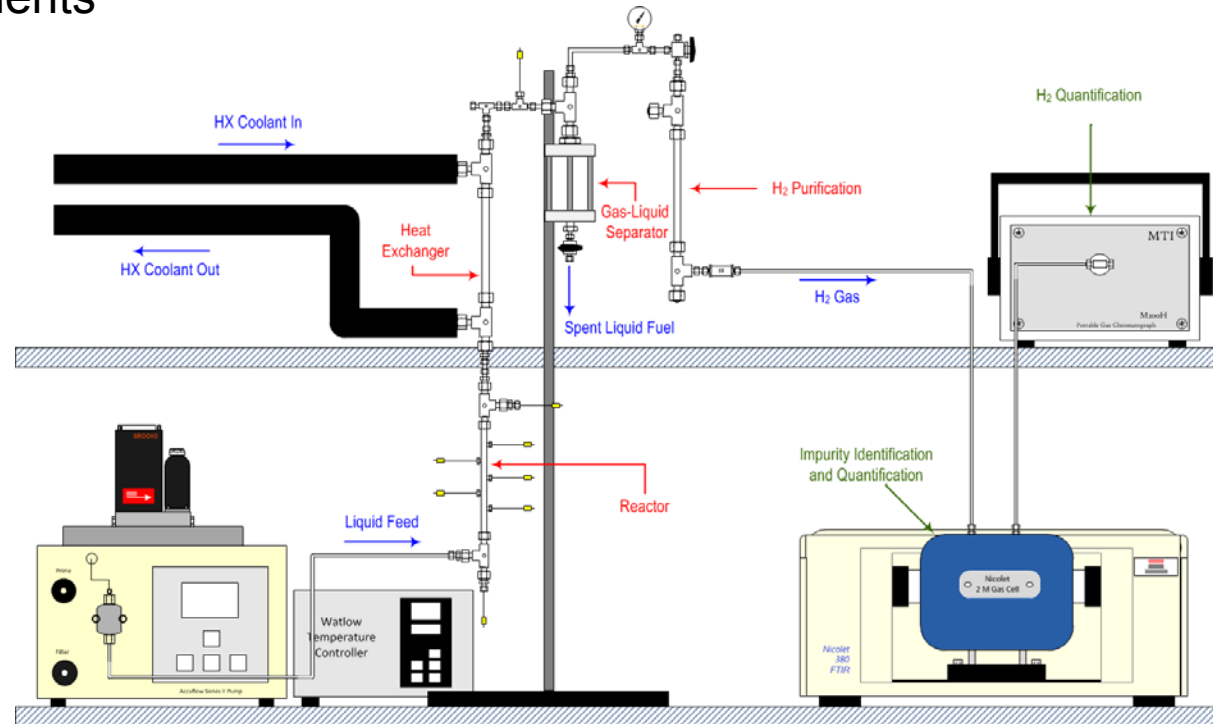 ents
H₂ Quantification
HX Coolant In
H₂ Purification
Gas-Liquid
Separator
Heat
Exchanger
MTI
HX Coolant Out
H₂ Gas
M200H
Spent Liquid Fuel
Portable Gas Chromatograph
BROOKS
Impurity Identification
and Quantification
Reactor
Liquid Feed
Prime
Nicolet
2 M Gas Cell
Watlow
Temperature
Controller
Filter
Nicolet
380
FTIR
Accuflow Series II Pump